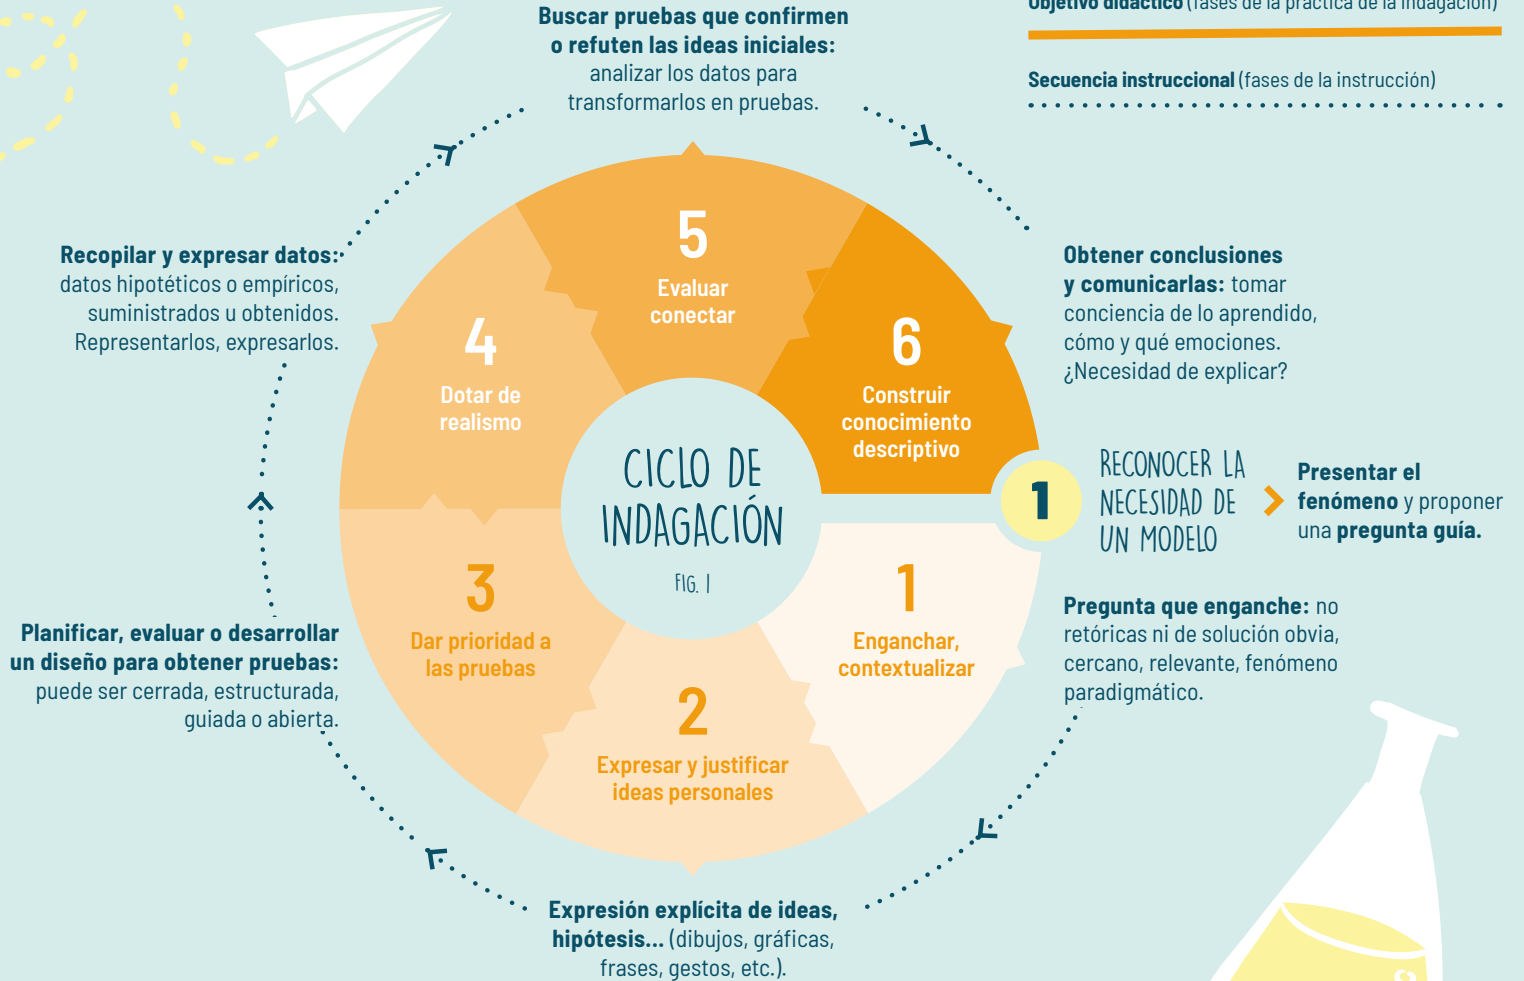 Buscar pruebas que confirmen
o refuten las ideas iniciales:
analizar los datos para
transformarlos en pruebas.
Objetivo didáctico (fases de la práctica de la indagación)
Secuencia instruccional (fases de la instrucción)
Recopilar y expresar datos:
datos hipotéticos o empíricos,
suministrados u obtenidos.
Representarlos, expresarlos.
5
Evaluar
conectar
Obtener conclusiones
y comunicarlas: tomar
conciencia de lo aprendido,
cómo y qué emociones.
¿Necesidad de explicar?
4
Dotar de
realismo
6
Construir
conocimiento
descriptivo
CICLO DE
INDAGACIÓN
FIG. 1
1
RECONOCER LA
NECESIDAD DE
UN MODELO
Presentar el
fenómeno y proponer
una pregunta guía.
3
Dar prioridad a
las pruebas
1
Enganchar,
contextualizar
Pregunta que enganche: no
retóricas ni de solución obvia,
cercano, relevante, fenómeno
paradigmático.
Planificar, evaluar o desarrollar
un diseño para obtener pruebas:
puede ser cerrada, estructurada,
guiada o abierta.
2
Expresar y justificar
ideas personales
Expresión explícita de ideas,
hipótesis... (dibujos, gráficas,
frases, gestos, etc.).